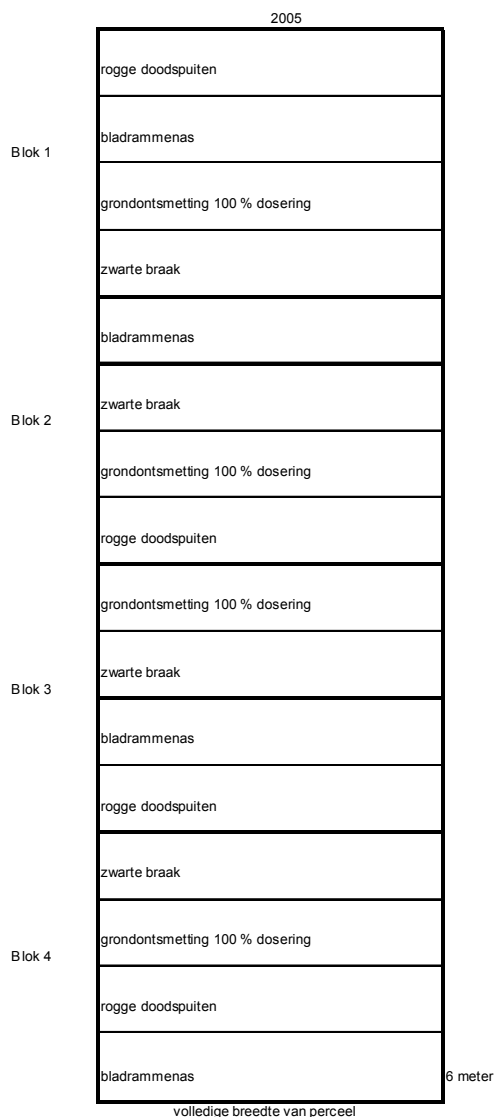 2005
rogge doodspuiten
bladrammenas
Blok 1
grondontsmetting 100 % dosering
zwarte braak
bladrammenas
zwarte braak
Blok 2
grondontsmetting 100 % dosering
rogge doodspuiten
grondontsmetting 100 % dosering
zwarte braak
Blok 3
bladrammenas
rogge doodspuiten
zwarte braak
grondontsmetting 100 % dosering
Blok 4
rogge doodspuiten
bladrammenas 6 meter
volledige breedte van perceel